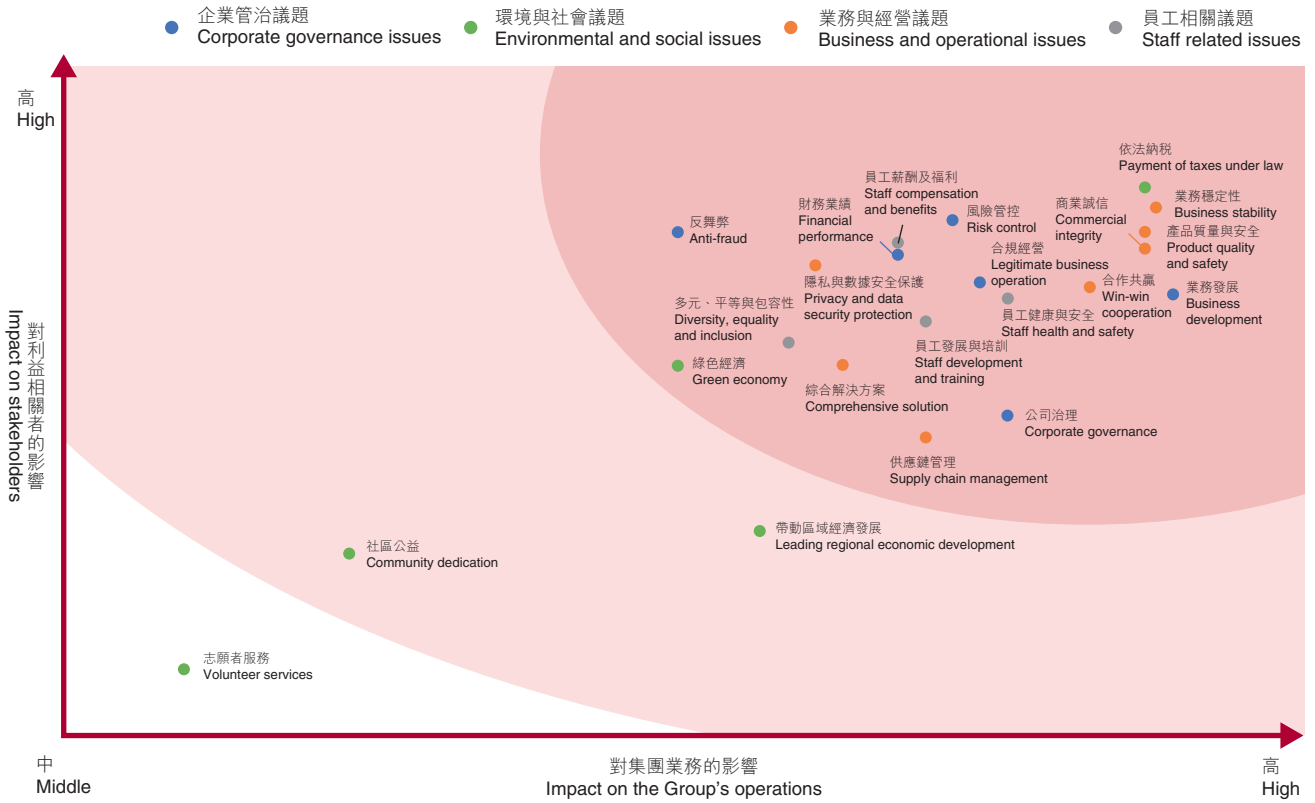 企業管治議題
Corporate governance issues
環境與社會議題
Environmental and social issues
業務與經營議題
Business and operational issues
員工相關議題
Staff related issues
高
High
對利益相關者的影響
Impact on stakeholders
依法納税
Payment of taxes under law
員工薪酬及福利
Staff compensation
and benefits
業務穩定性
Business stability
財務業績
Financial
performance
風險管控
Risk control
商業誠信
Commercial
integrity
反舞弊
Anti-fraud
產品質量與安全
Product quality
and safety
合規經營
Legitimate business
operation
隱私與數據安全保護
Privacy and data
security protection
合作共贏
Win-win
cooperation
業務發展
Business
development
多元、平等與包容性
Diversity, equality
and inclusion
員工健康與安全
Staff health and safety
員工發展與培訓
Staff development
and training
綠色經濟
Green economy
綜合解決方案
Comprehensive solution
公司治理
Corporate governance
供應鏈管理
Supply chain management
帶動區域經濟發展
Leading regional economic development
社區公益
Community dedication
志願者服務
Volunteer services
中
Middle
對集團業務的影響
Impact on the Group's operations
高
High